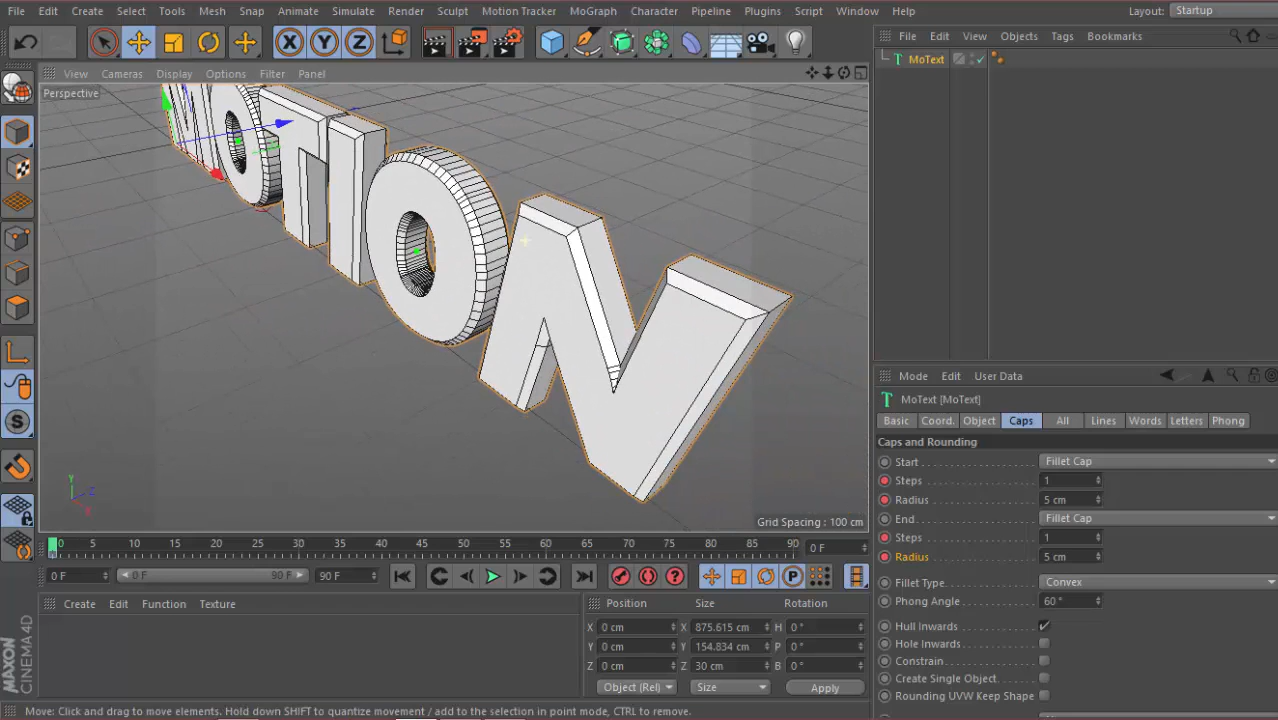 File Edit Create Select Tools Mesh Snap Animate Simulate Render Sculpt Motion Tracker MoGraph Character Pipeline Plugins Script Window Help Layout: Startup
X Y Z
File Edit View Objects Tags Bookmarks
View Cameras Display Options Filter Panel
MoText
Perspective
MOTION
S
Y
Z
X
Grid Spacing : 100 cm
Mode Edit User Data
MoText [MoText]
Basic Coord. Object Caps All Lines Words Letters Phong
Caps and Rounding
Start Fillet Cap
Steps 1
Radius 5 cm
End Fillet Cap
Steps 1
Radius 5 cm
Fillet Type Convex
Phong Angle 60 °
Hull Inwards
Hole Inwards
Constrain
Create Single Object
Rounding UVW Keep Shape
0 5 10 15 20 25 30 35 40 45 50 55 60 65 70 75 80 85 90 0 F
0 F 0 F 90 F 90 F
? P
Create Edit Function Texture
Position Size Rotation
X 0 cm X 875.615 cm H 0 °
Y 0 cm Y 154.834 cm P 0 °
Z 0 cm Z 30 cm B 0 °
Object (Rel) Size Apply
MAXON
CINEMA 4D
Move: Click and drag to move elements. Hold down SHIFT to quantize movement / add to the selection in point mode, CTRL to remove.